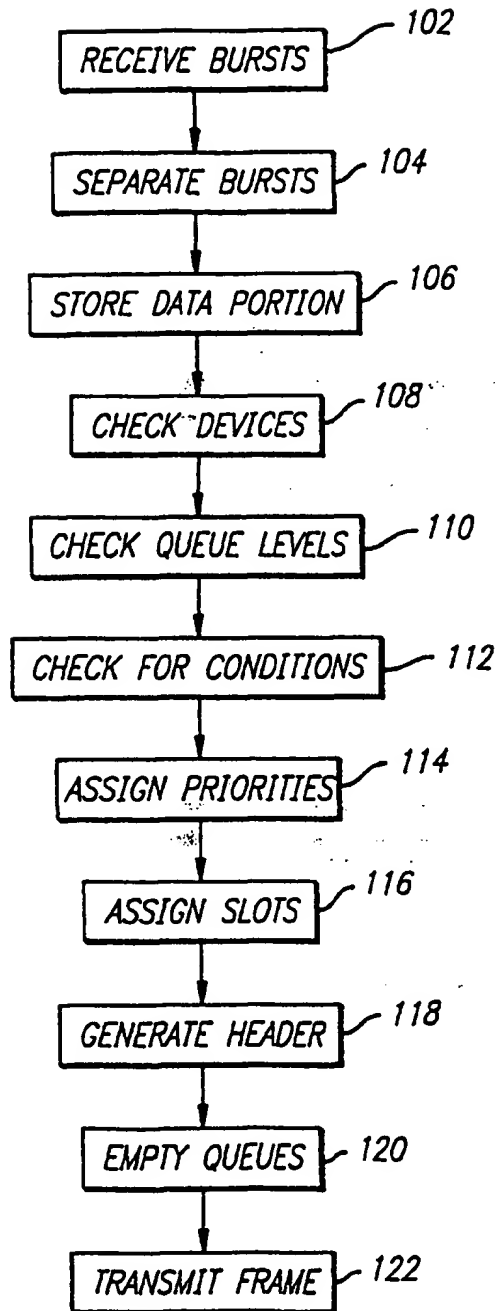 102
RECEIVE BURSTS
104
SEPARATE BURSTS
106
STORE DATA PORTION
108
CHECK DEVICES
110
CHECK QUEUE LEVELS
112
CHECK FOR CONDITIONS
114
ASSIGN PRIORITIES
116
ASSIGN SLOTS
118
GENERATE HEADER
120
EMPTY QUEUES
122
TRANSMIT FRAME